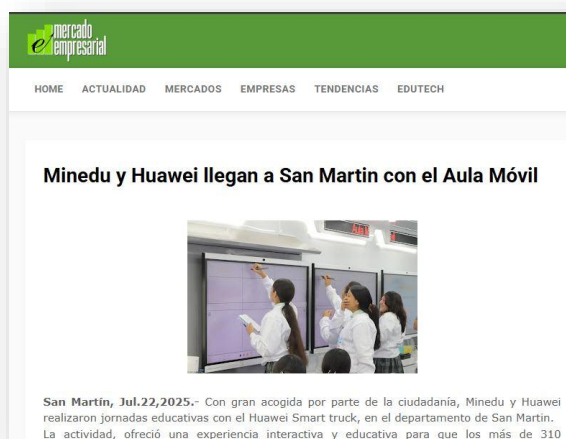 mercado
e empresarial
HOME ACTUALIDAD MERCADOS EMPRESAS TENDENCIAS EDUTECH
Minedu y Huawei llegan a San Martin con el Aula Móvil
San Martín, Jul.22,2025.- Con gran acogida por parte de la ciudadanía, Minedu y Huawei
realizaron jornadas educativas con el Huawei Smart truck, en el departamento de San Martin.
La actividad, ofreció una experiencia interactiva y educativa para que los más de 310